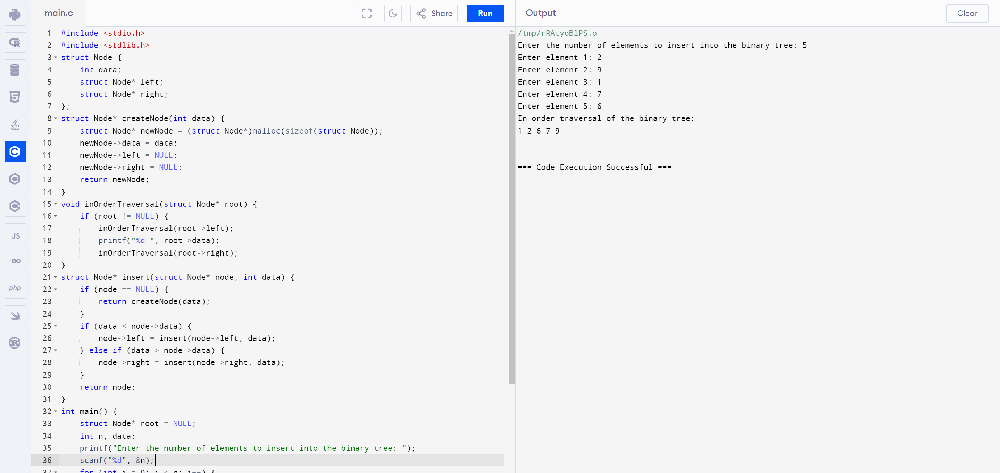 main.c
Share
Run
Output
Clear
1 #include <stdio.h>
2 #include <stdlib.h>
3 struct Node {
4     int data;
5     struct Node* left;
6     struct Node* right;
7 };
8 struct Node* createNode(int data) {
9     struct Node* newNode = (struct Node*)malloc(sizeof(struct Node));
10     newNode->data = data;
11     newNode->left = NULL;
12     newNode->right = NULL;
13     return newNode;
14 }
15 void inOrderTraversal(struct Node* root) {
16     if (root != NULL) {
17         inOrderTraversal(root->left);
18         printf("%d ", root->data);
19         inOrderTraversal(root->right);
20 }
21 struct Node* insert(struct Node* node, int data) {
22     if (node == NULL) {
23         return createNode(data);
24     }
25     if (data < node->data) {
26         node->left = insert(node->left, data);
27     } else if (data > node->data) {
28         node->right = insert(node->right, data);
29     }
30     return node;
31 }
32 int main() {
33     struct Node* root = NULL;
34     int n, data;
35     printf("Enter the number of elements to insert into the binary tree: ");
36     scanf("%d", &n);
37     for (int i = 0; i < n; i++) {
/tmp/rRAtyoBlPS.o
Enter the number of elements to insert into the binary tree: 5
Enter element 1: 2
Enter element 2: 9
Enter element 3: 1
Enter element 4: 7
Enter element 5: 6
In-order traversal of the binary tree:
1 2 6 7 9
=== Code Execution Successful ===
R
5
C
C
C
JS
GO
php
R